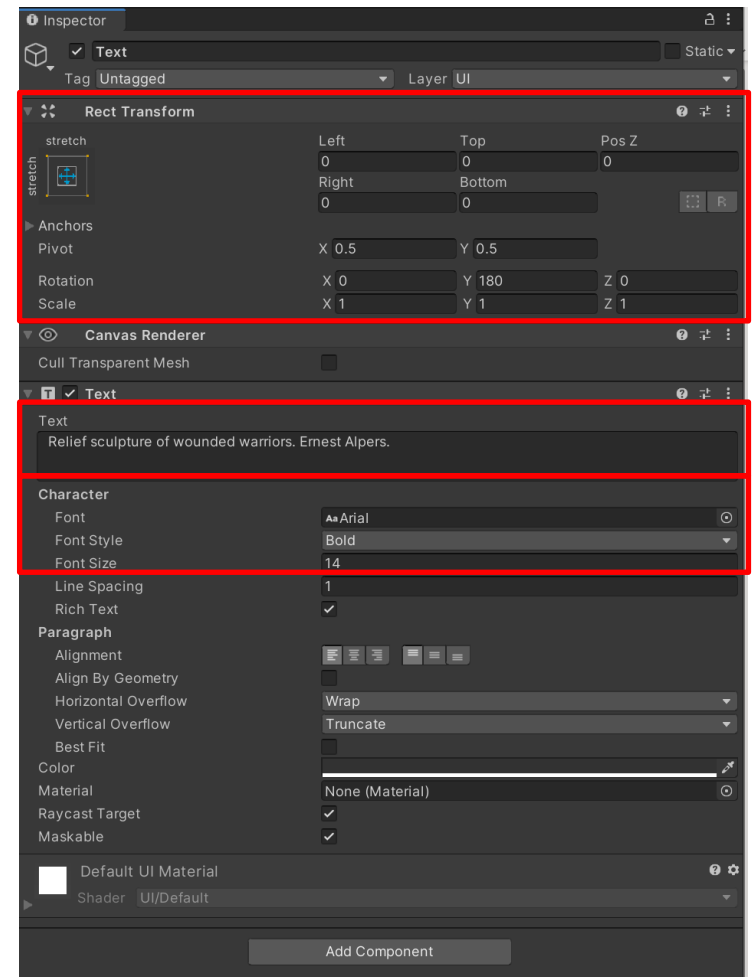 Inspector
Text Static
Tag Untagged Layer UI
Rect Transform
stretch Left Top Pos Z
stretch
0 0 0
Right Bottom
0 0 R
Anchors
Pivot X 0.5 Y 0.5
Rotation X 0 Y 180 Z 0
Scale X 1 Y 1 Z 1
Canvas Renderer
Cull Transparent Mesh
T Text
Text
Relief sculpture of wounded warriors. Ernest Alpers.
Character
Font Aa Arial
Font Style Bold
Font Size 14
Line Spacing 1
Rich Text
Paragraph
Alignment
Align By Geometry
Horizontal Overflow Wrap
Vertical Overflow Truncate
Best Fit
Color
Material None (Material)
Raycast Target
Maskable
Default UI Material
Shader UI/Default
Add Component